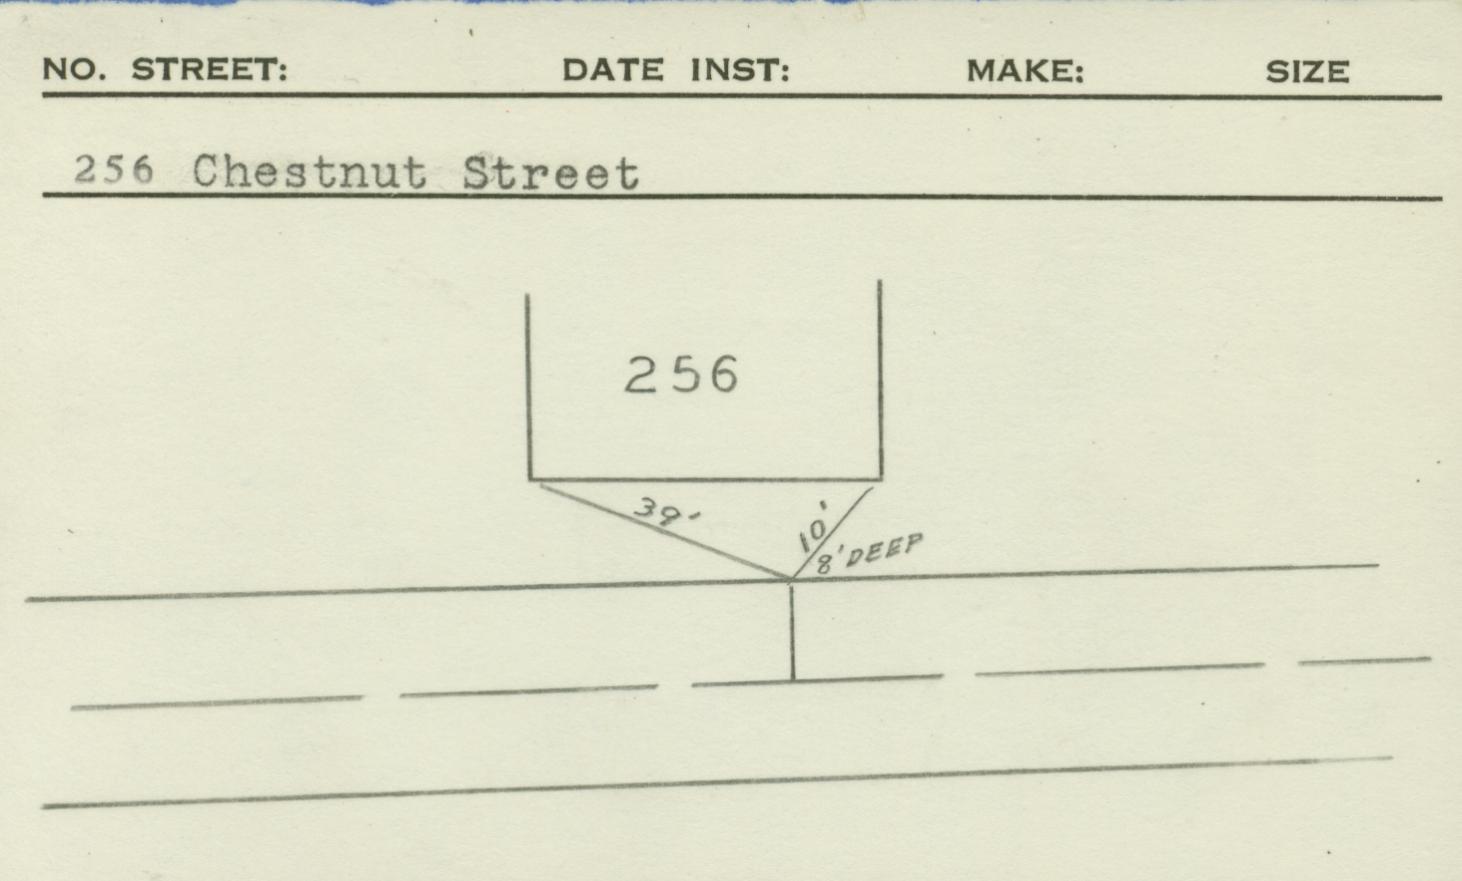 NO. STREET: DATE INST: MAKE: SIZE
256 Chestnut Street
256
39'
10'
8' DEEP